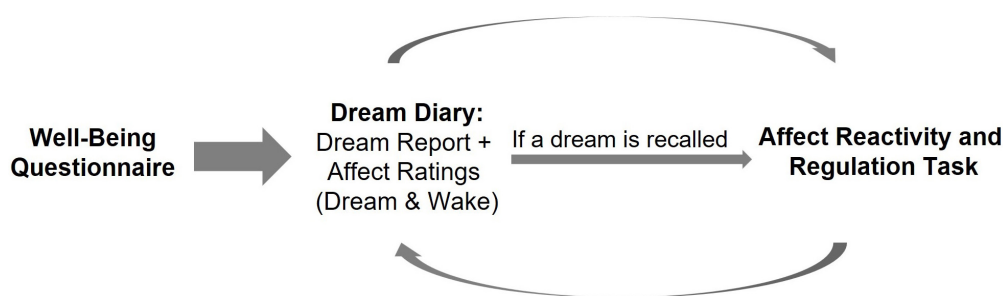 Well-Being
Questionnaire
Dream Diary:
Dream Report +
Affect Ratings
(Dream & Wake)
If a dream is recalled
Affect Reactivity and
Regulation Task